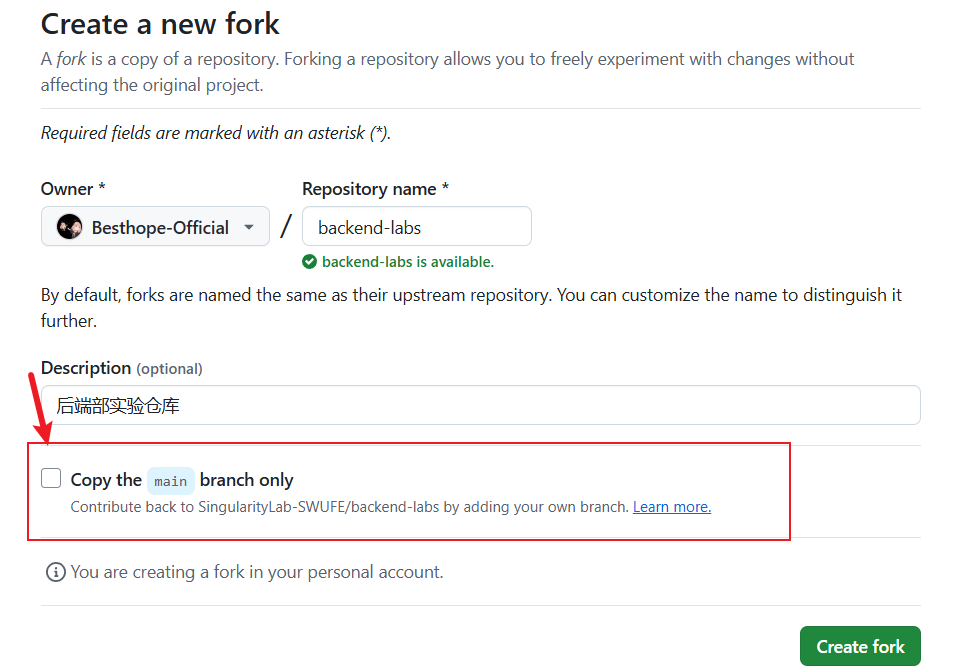 Create a new fork
A fork is a copy of a repository. Forking a repository allows you to freely experiment with changes without
affecting the original project.
Required fields are marked with an asterisk (*).
Owner * Repository name *
Besthope-Official / backend-labs
backend-labs is available.
By default, forks are named the same as their upstream repository. You can customize the name to distinguish it
further.
Description (optional)
后端部实验仓库
Copy the main branch only
Contribute back to SingularityLab-SWUFE/backend-labs by adding your own branch. Learn more.
You are creating a fork in your personal account.
Create fork